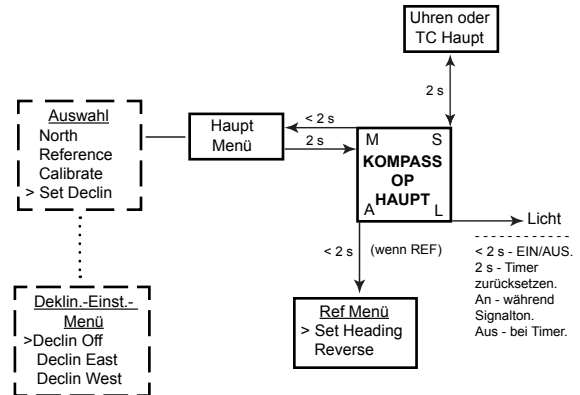 Uhren oder
TC Haupt
2 s
Auswahl
North
Reference
Calibrate
> Set Declin
Haupt
Menü
< 2 s
2 s
M S
KOMPASS
OP
HAUPT
A L
Licht
< 2 s - EIN/AUS.
2 s - Timer
zurücksetzen.
An - während
Signalton.
Aus - bei Timer.
< 2 s (wenn REF)
Deklin.-Einst.-
Menü
>Declin Off
Declin East
Declin West
Ref Menü
> Set Heading
Reverse